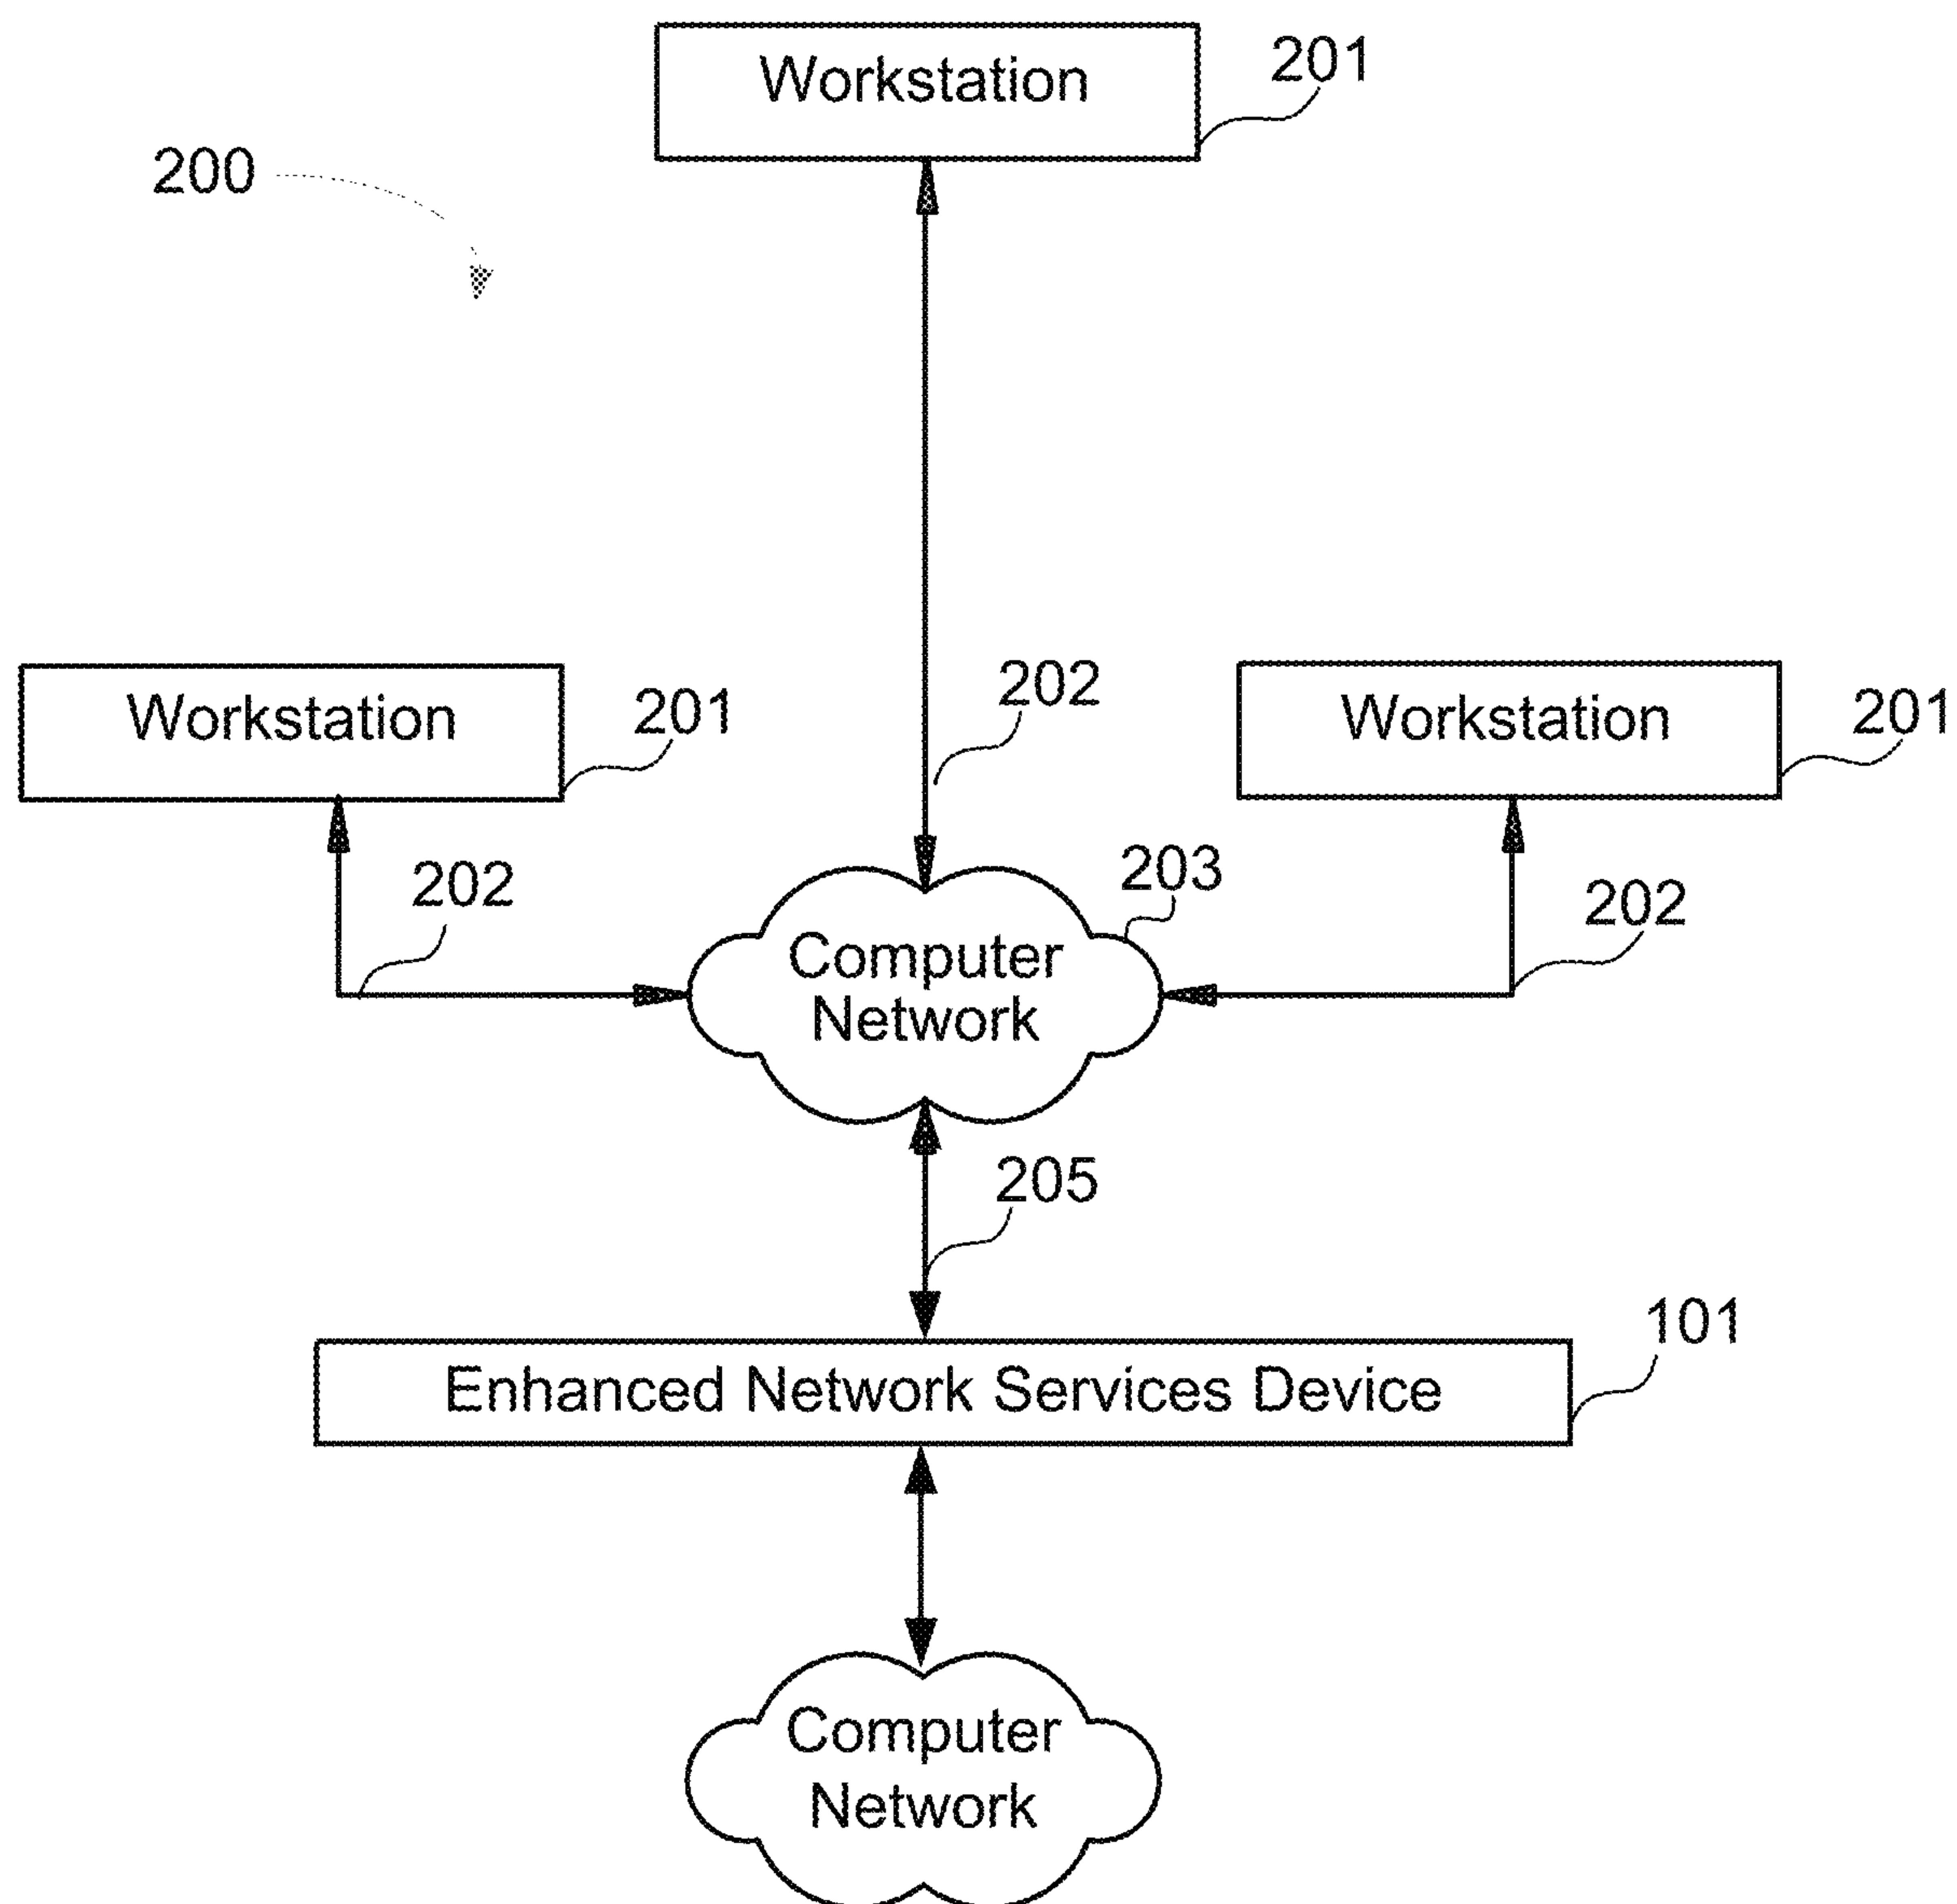 Workstation
201
200
202
Workstation
201
Workstation
201
202
203
202
Computer
Network
205
101
Enhanced Network Services Device
Computer
Network